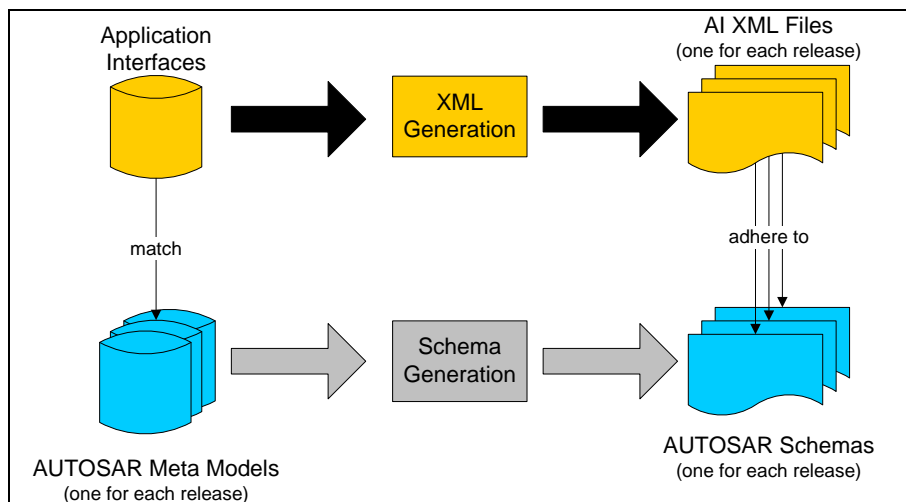 Application
Interfaces
AI XML Files
(one for each release)
XML
Generation
match
adhere to
Schema
Generation
AUTOSAR Meta Models
(one for each release)
AUTOSAR Schemas
(one for each release)